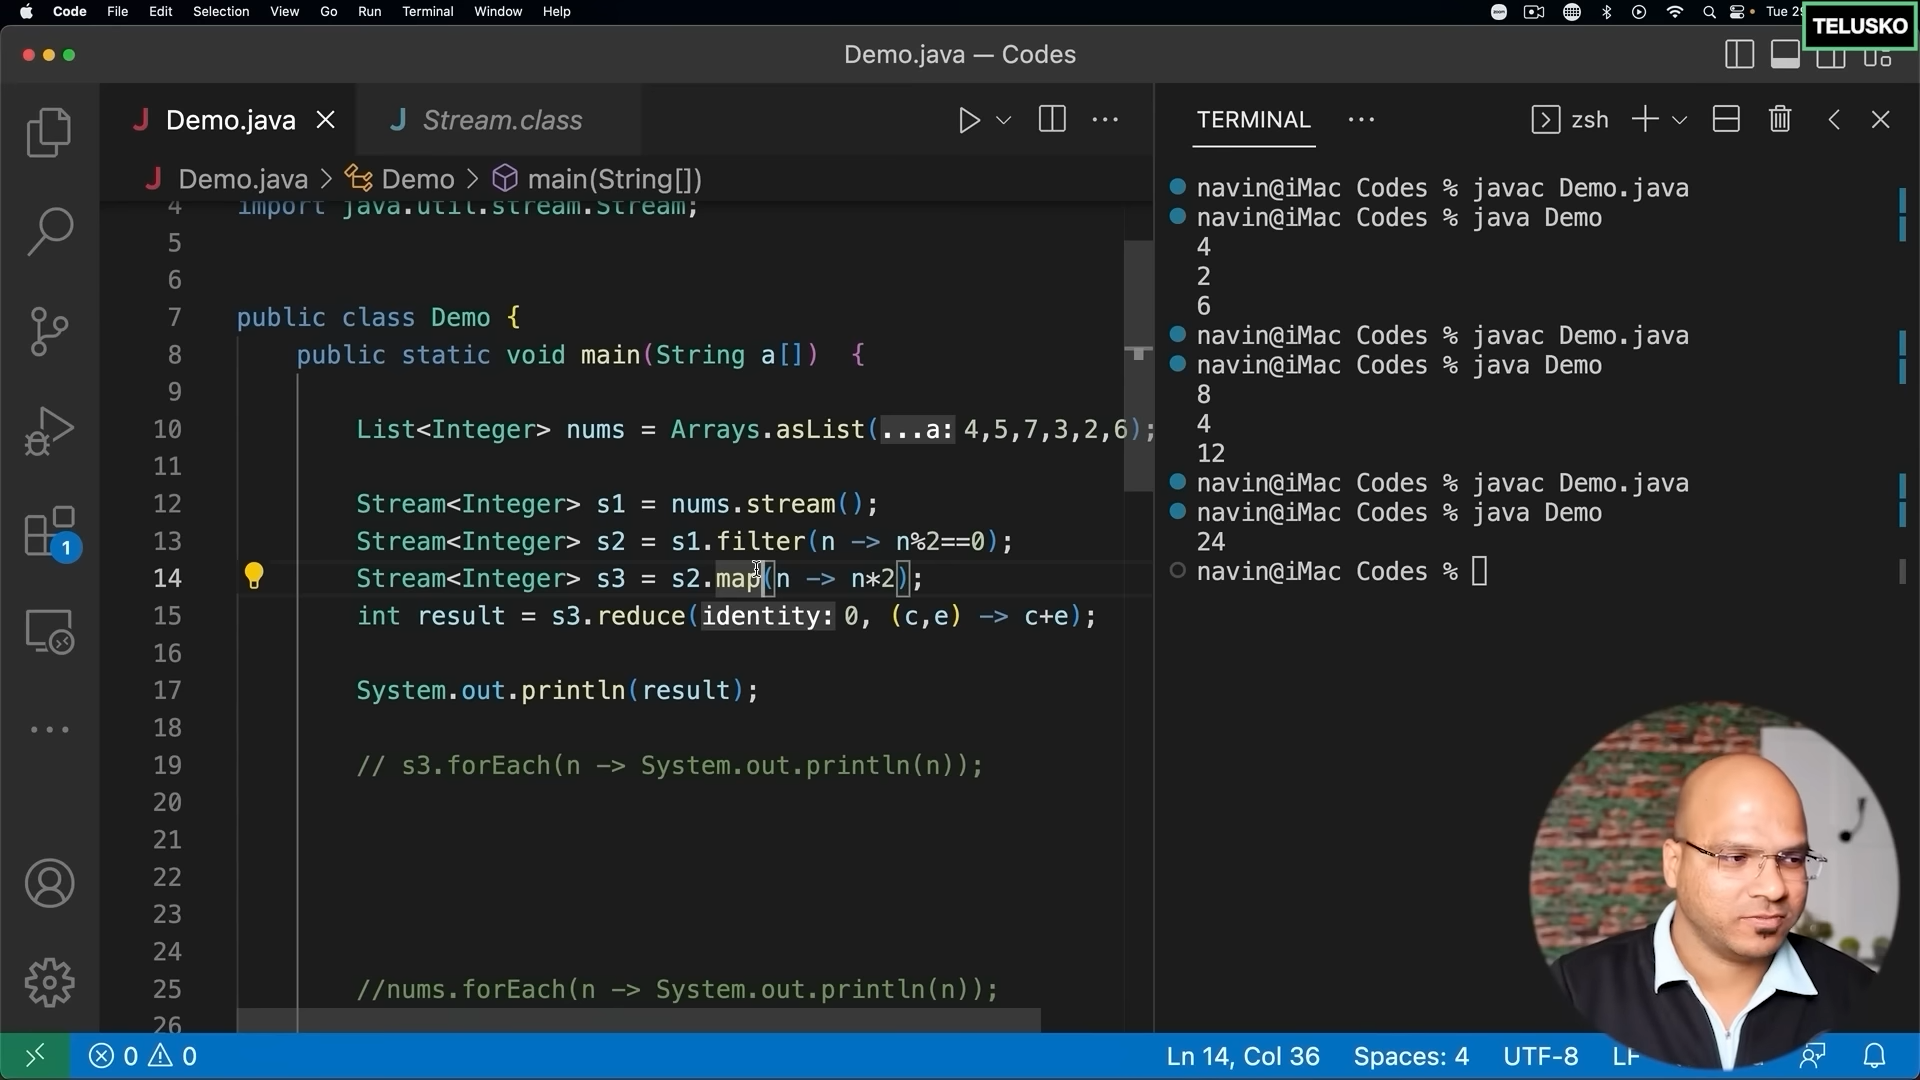 Code File Edit Selection View Go Run Terminal Window Help
Tue
TELUSKO
Demo.java — Codes
Demo.java
Stream.class
Demo.java > Demo > main(String[])
4 import java.util.stream.Stream;
5
6
7 public class Demo {
8 public static void main(String a[]) {
9
10 List<Integer> nums = Arrays.asList(...a: 4,5,7,3,2,6);
11
12 Stream<Integer> s1 = nums.stream();
13 Stream<Integer> s2 = s1.filter(n -> n%2==0);
14 Stream<Integer> s3 = s2.map(n -> n*2);
15 int result = s3.reduce(identity: 0, (c,e) -> c+e);
16
17 System.out.println(result);
18
19 // s3.forEach(n -> System.out.println(n));
20
21
22
23
24
25 //nums.forEach(n -> System.out.println(n));
26
1
TERMINAL
zsh
navin@iMac Codes % javac Demo.java
navin@iMac Codes % java Demo
4
2
6
navin@iMac Codes % javac Demo.java
navin@iMac Codes % java Demo
8
4
12
navin@iMac Codes % javac Demo.java
navin@iMac Codes % java Demo
24
navin@iMac Codes %
0 0
Ln 14, Col 36 Spaces: 4 UTF-8 LF